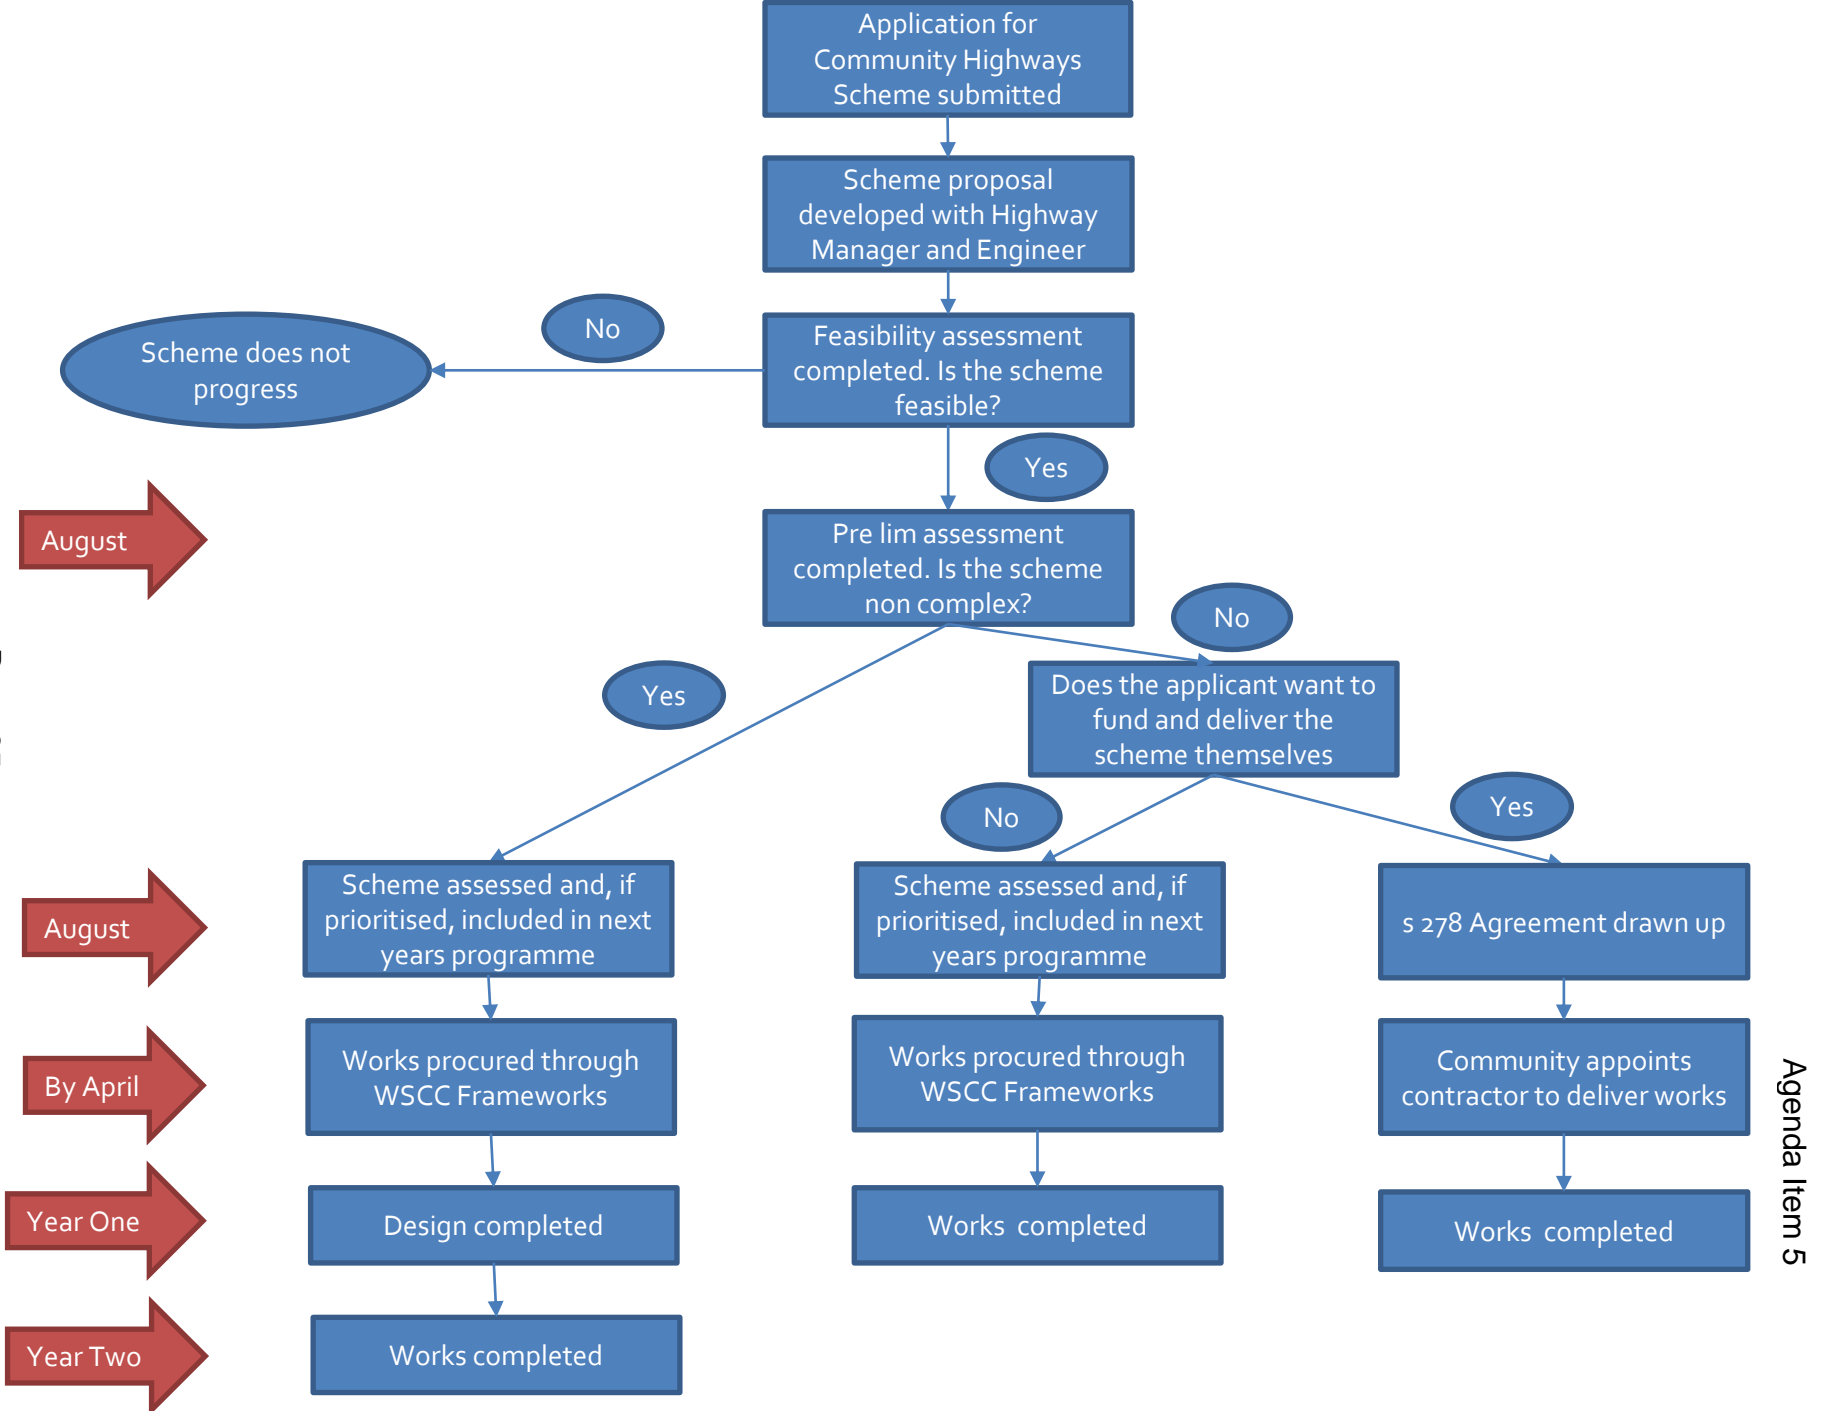 Application for
Community Highways
Scheme submitted
Scheme proposal
developed with Highway
Manager and Engineer
No
Scheme does not
progress
Feasibility assessment
completed. Is the scheme
feasible?
Yes
August
Pre lim assessment
completed. Is the scheme
non complex?
No
Yes
Does the applicant want to
fund and deliver the
scheme themselves
No
Yes
August
Scheme assessed and, if
prioritised, included in next
years programme
Scheme assessed and, if
prioritised, included in next
years programme
s 278 Agreement drawn up
By April
Works procured through
WSCC Frameworks
Works procured through
WSCC Frameworks
Community appoints
contractor to deliver works
Year One
Design completed
Works completed
Works completed
Year Two
Works completed
Agenda Item 5